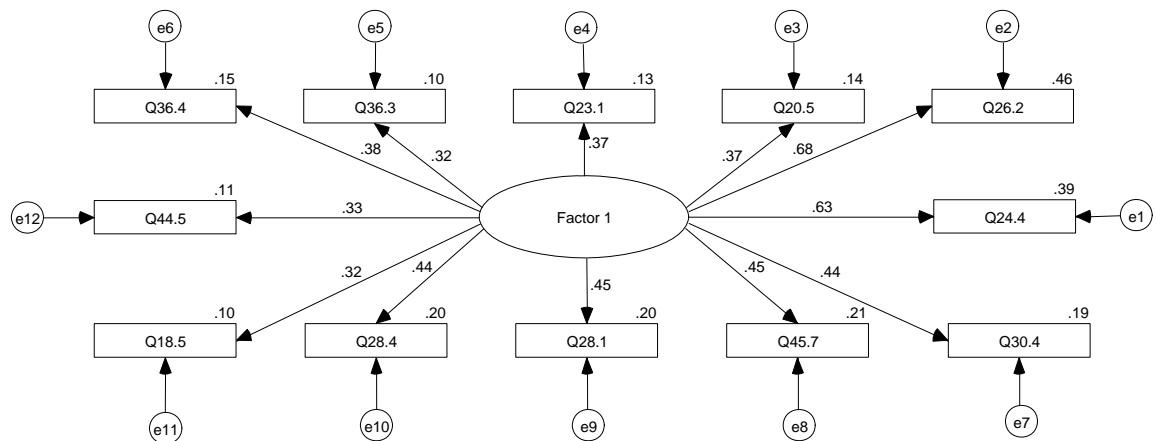 e6 e5 e4 e3 e2
.15 .10 .13 .14 .46
Q36.4 Q36.3 Q23.1 Q20.5 Q26.2
.38 .32 .37 .37 .68
.11 .39
e12 Q44.5 .33 Factor 1 .63 Q24.4 e1
.32 .44 .45 .45 .44
.10 .20 .20 .21 .19
Q18.5 Q28.4 Q28.1 Q45.7 Q30.4
e11 e10 e9 e8 e7